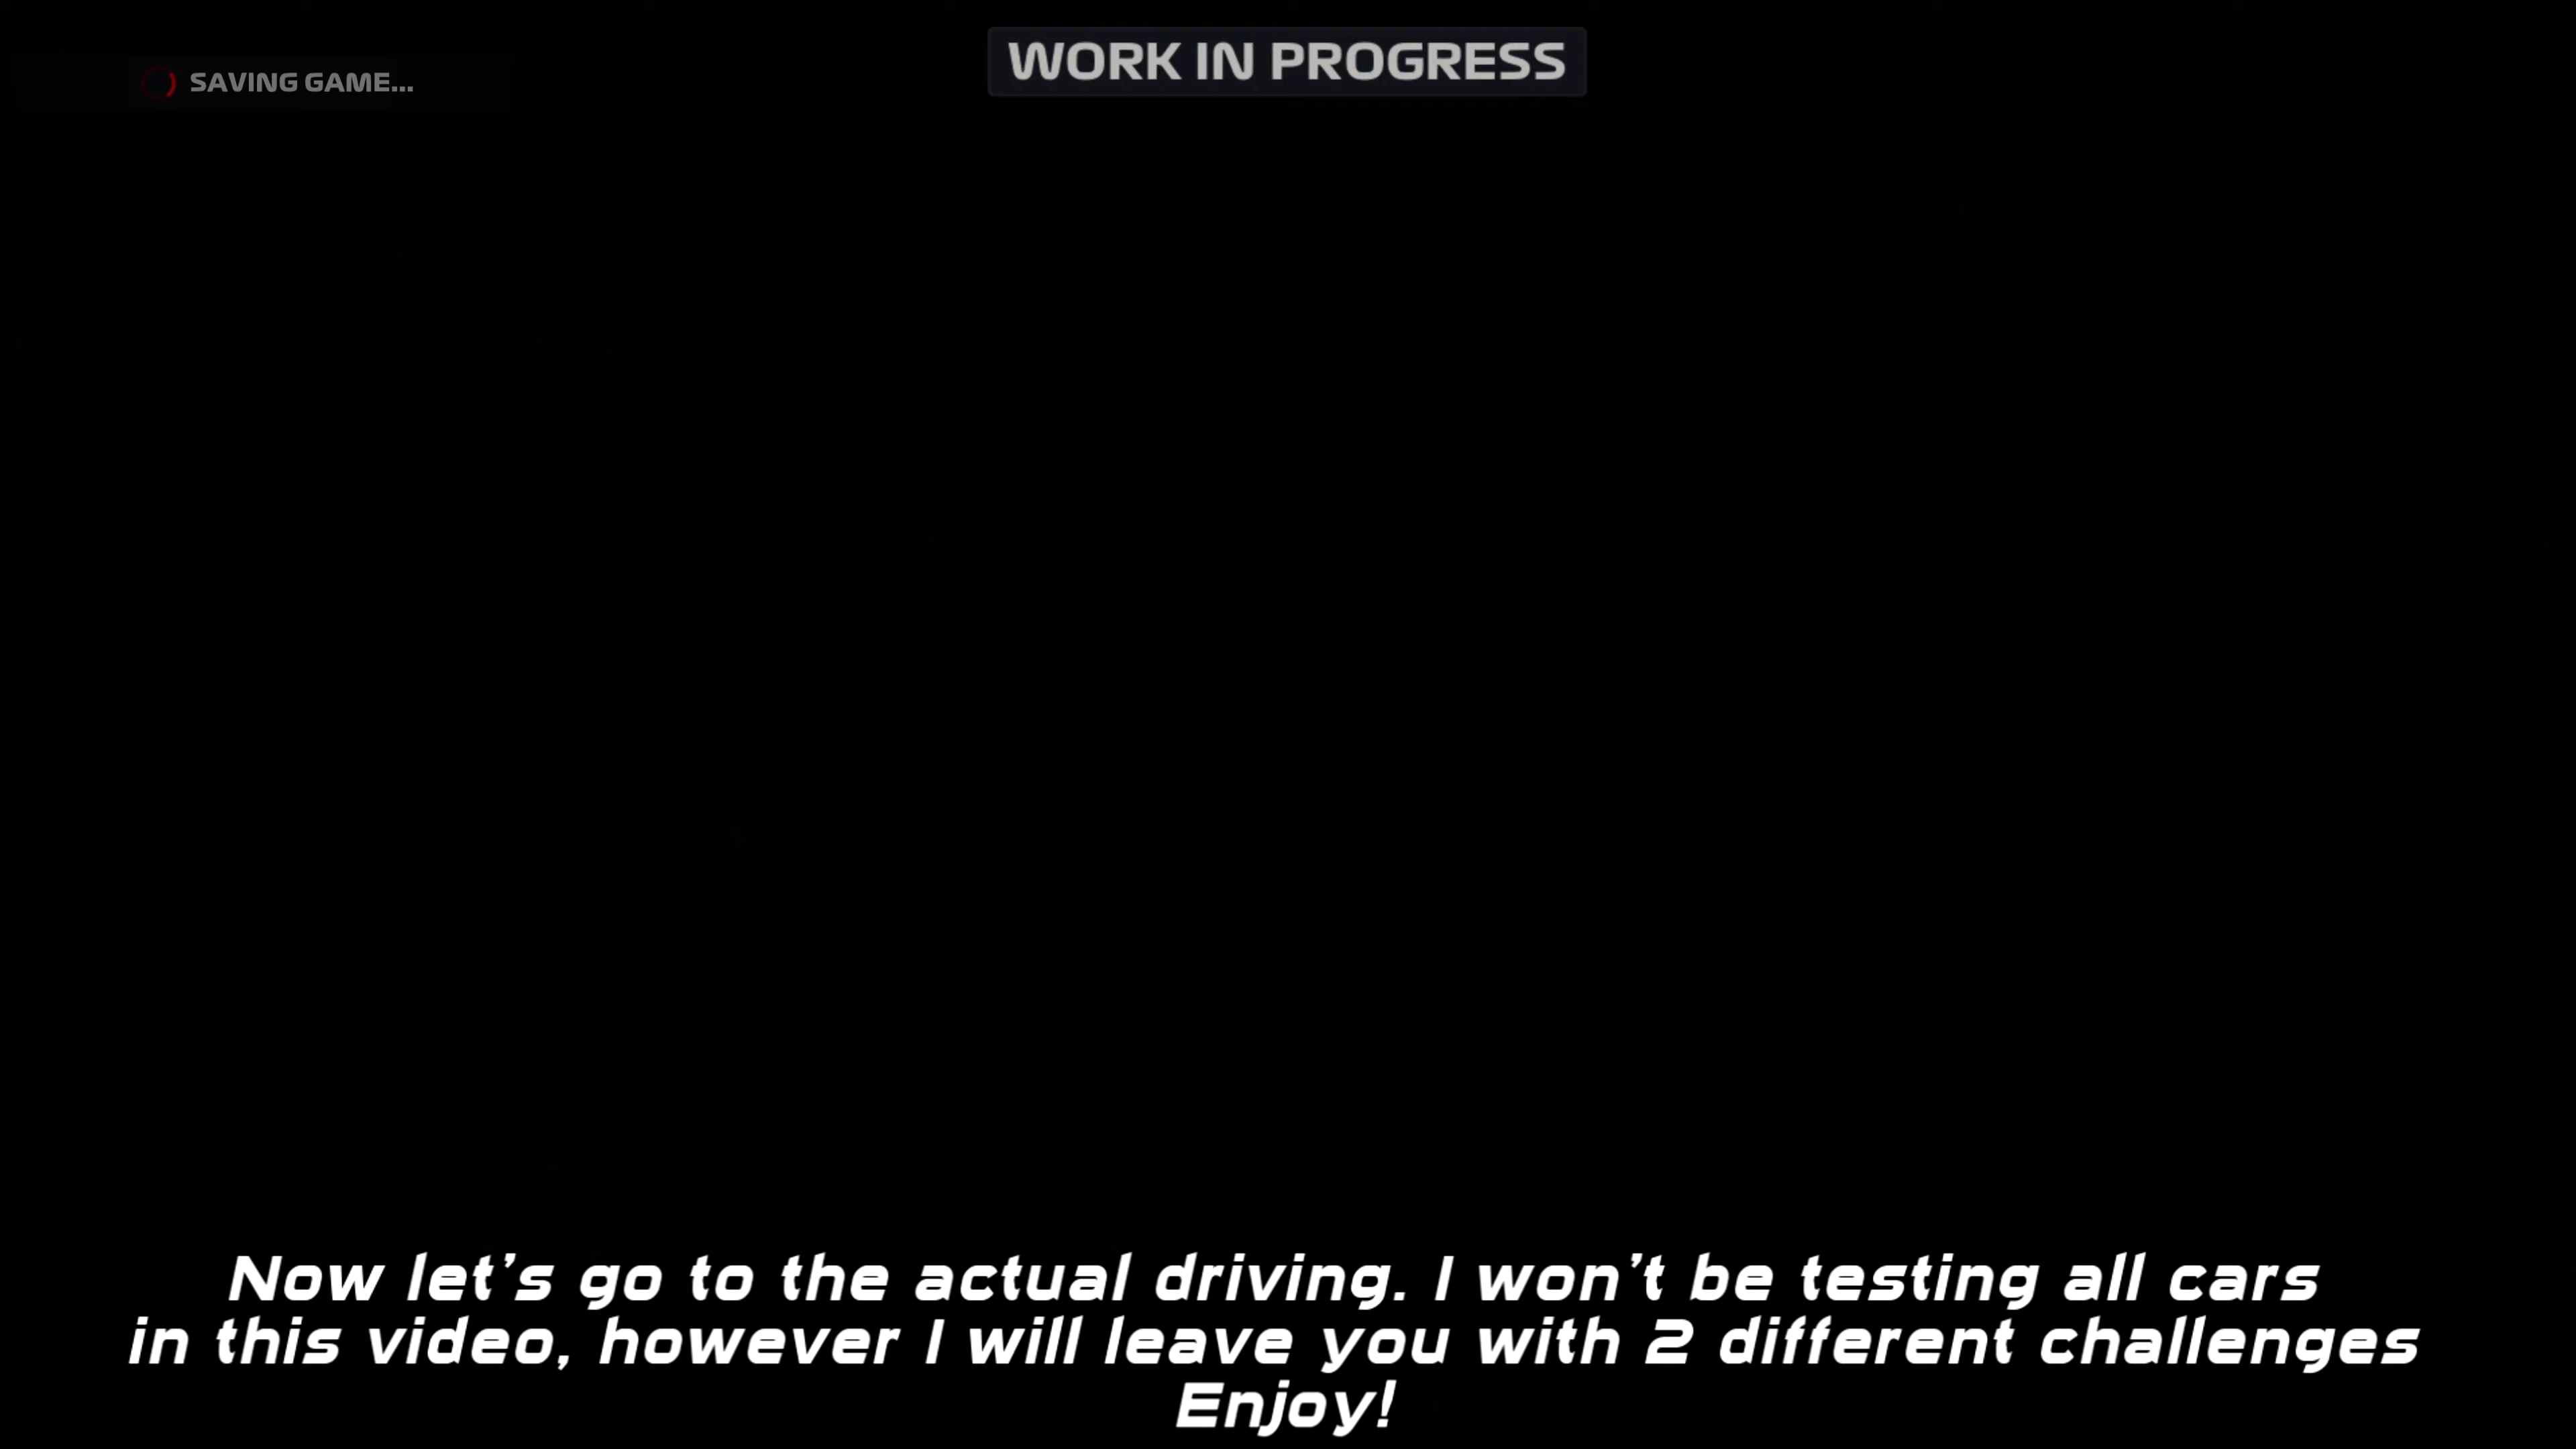 WORK IN PROGRESS
SAVING GAME...
Now let's go to the actual driving. I won't be testing all cars
in this video, however I will leave you with 2 different challenges
Enjoy!